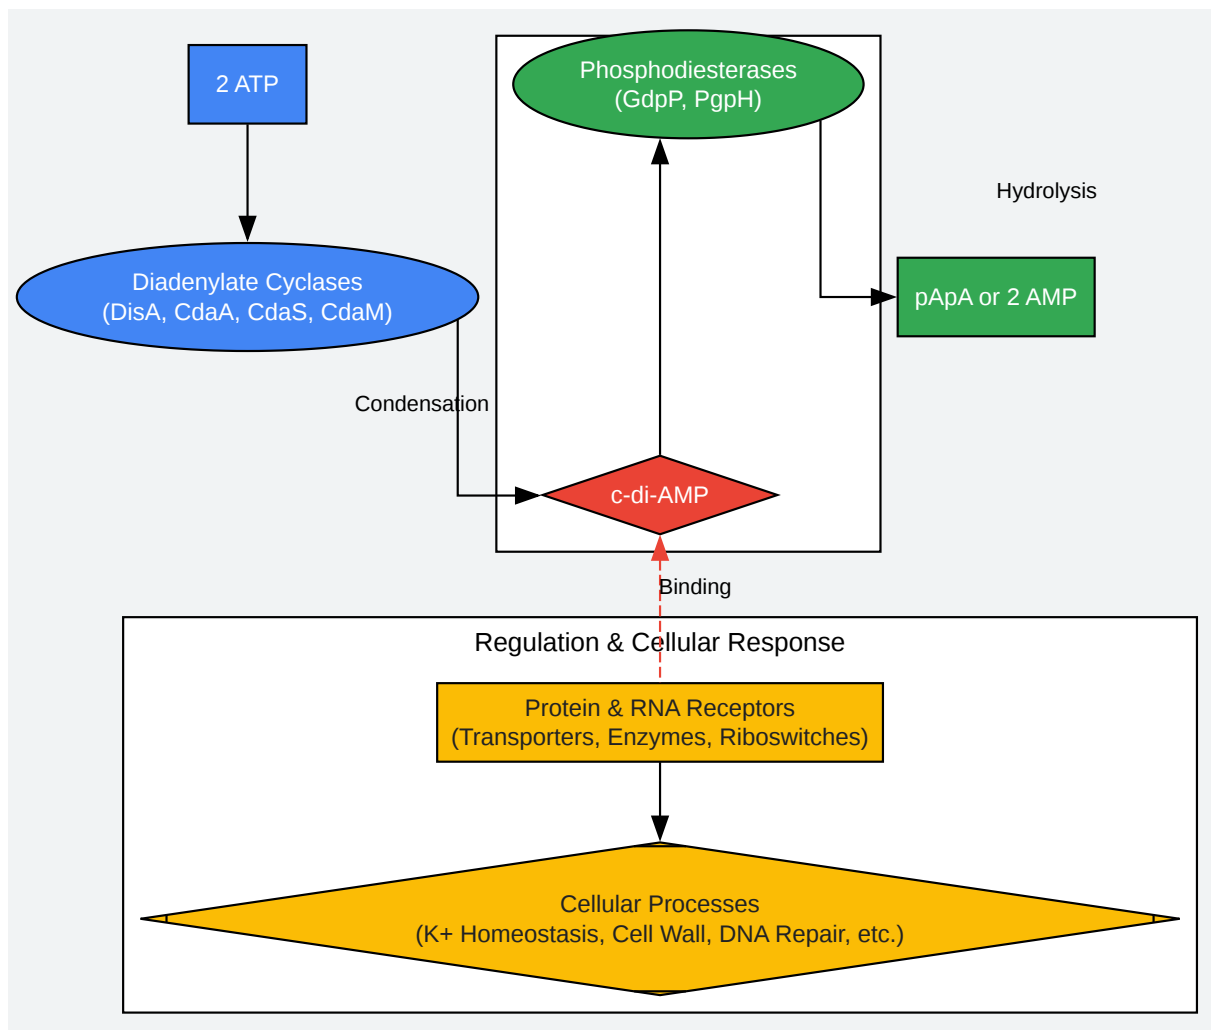 2 ATP
Phosphodiesterases
(GdpP, PgpH)
Hydrolysis
Diadenylate Cyclases
(DisA, CdaA, CdaS, CdaM)
pApA or 2 AMP
Condensation
c-di-AMP
Binding
Regulation & Cellular Response
Protein & RNA Receptors
(Transporters, Enzymes, Riboswitches)
Cellular Processes
(K+ Homeostasis, Cell Wall, DNA Repair, etc.)